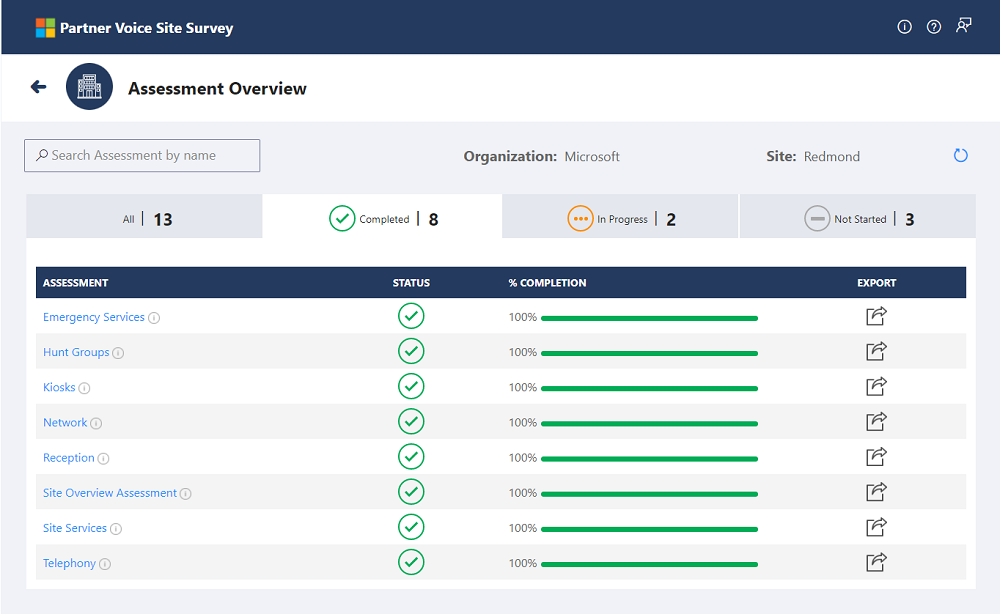 Partner Voice Site Survey
Assessment Overview
Search Assessment by name
Organization: Microsoft
Site: Redmond
All | 13
Completed | 8
In Progress | 2
Not Started | 3
ASSESSMENT STATUS % COMPLETION EXPORT
Emergency Services 100%
Hunt Groups 100%
Kiosks 100%
Network 100%
Reception 100%
Site Overview Assessment 100%
Site Services 100%
Telephony 100%